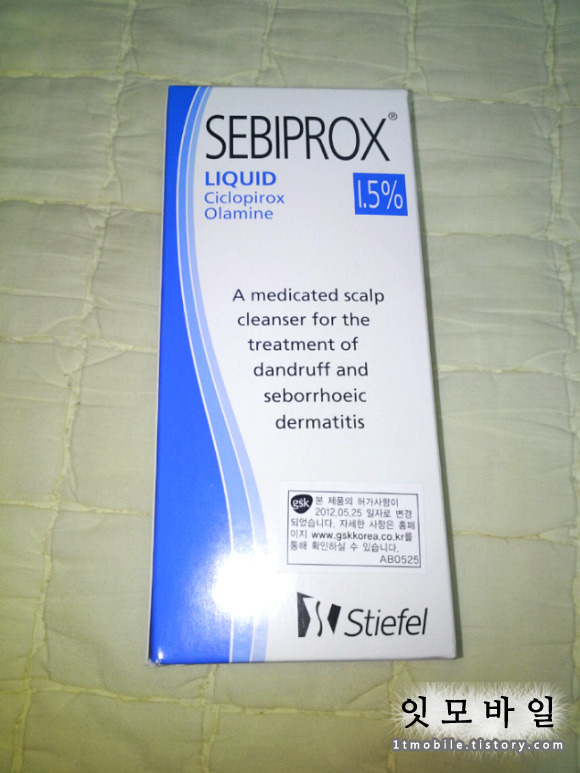 SEBIPROX®
LIQUID
Ciclopirox
Olamine
1.5%
A medicated scalp
cleanser for the
treatment of
dandruff and
seborrhoeic
dermatitis
gsk
본 제품의 허가사항이
2012.05.25 일자로 변경
되었습니다. 자세한 사항은 홈페
이지 www.gskkorea.co.kr를
통해 확인하실 수 있습니다.
AB0525
Stiefel
잇모바일
1tmobile.tistory.com